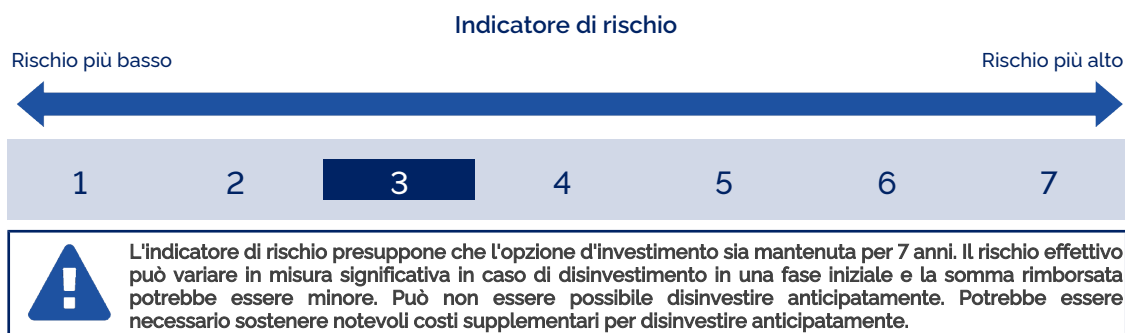 Indicatore di rischio
Rischio più basso Rischio più alto
1 2 3 4 5 6 7
L'indicatore di rischio presuppone che l'opzione d'investimento sia mantenuta per 7 anni. Il rischio effettivo
può variare in misura significativa in caso di disinvestimento in una fase iniziale e la somma rimborsata
potrebbe essere minore. Può non essere possibile disinvestire anticipatamente. Potrebbe essere
necessario sostenere notevoli costi supplementari per disinvestire anticipatamente.